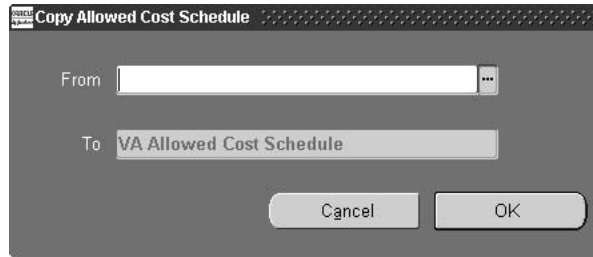 Copy Allowed Cost Schedule
From
...
To VA Allowed Cost Schedule
Cancel OK